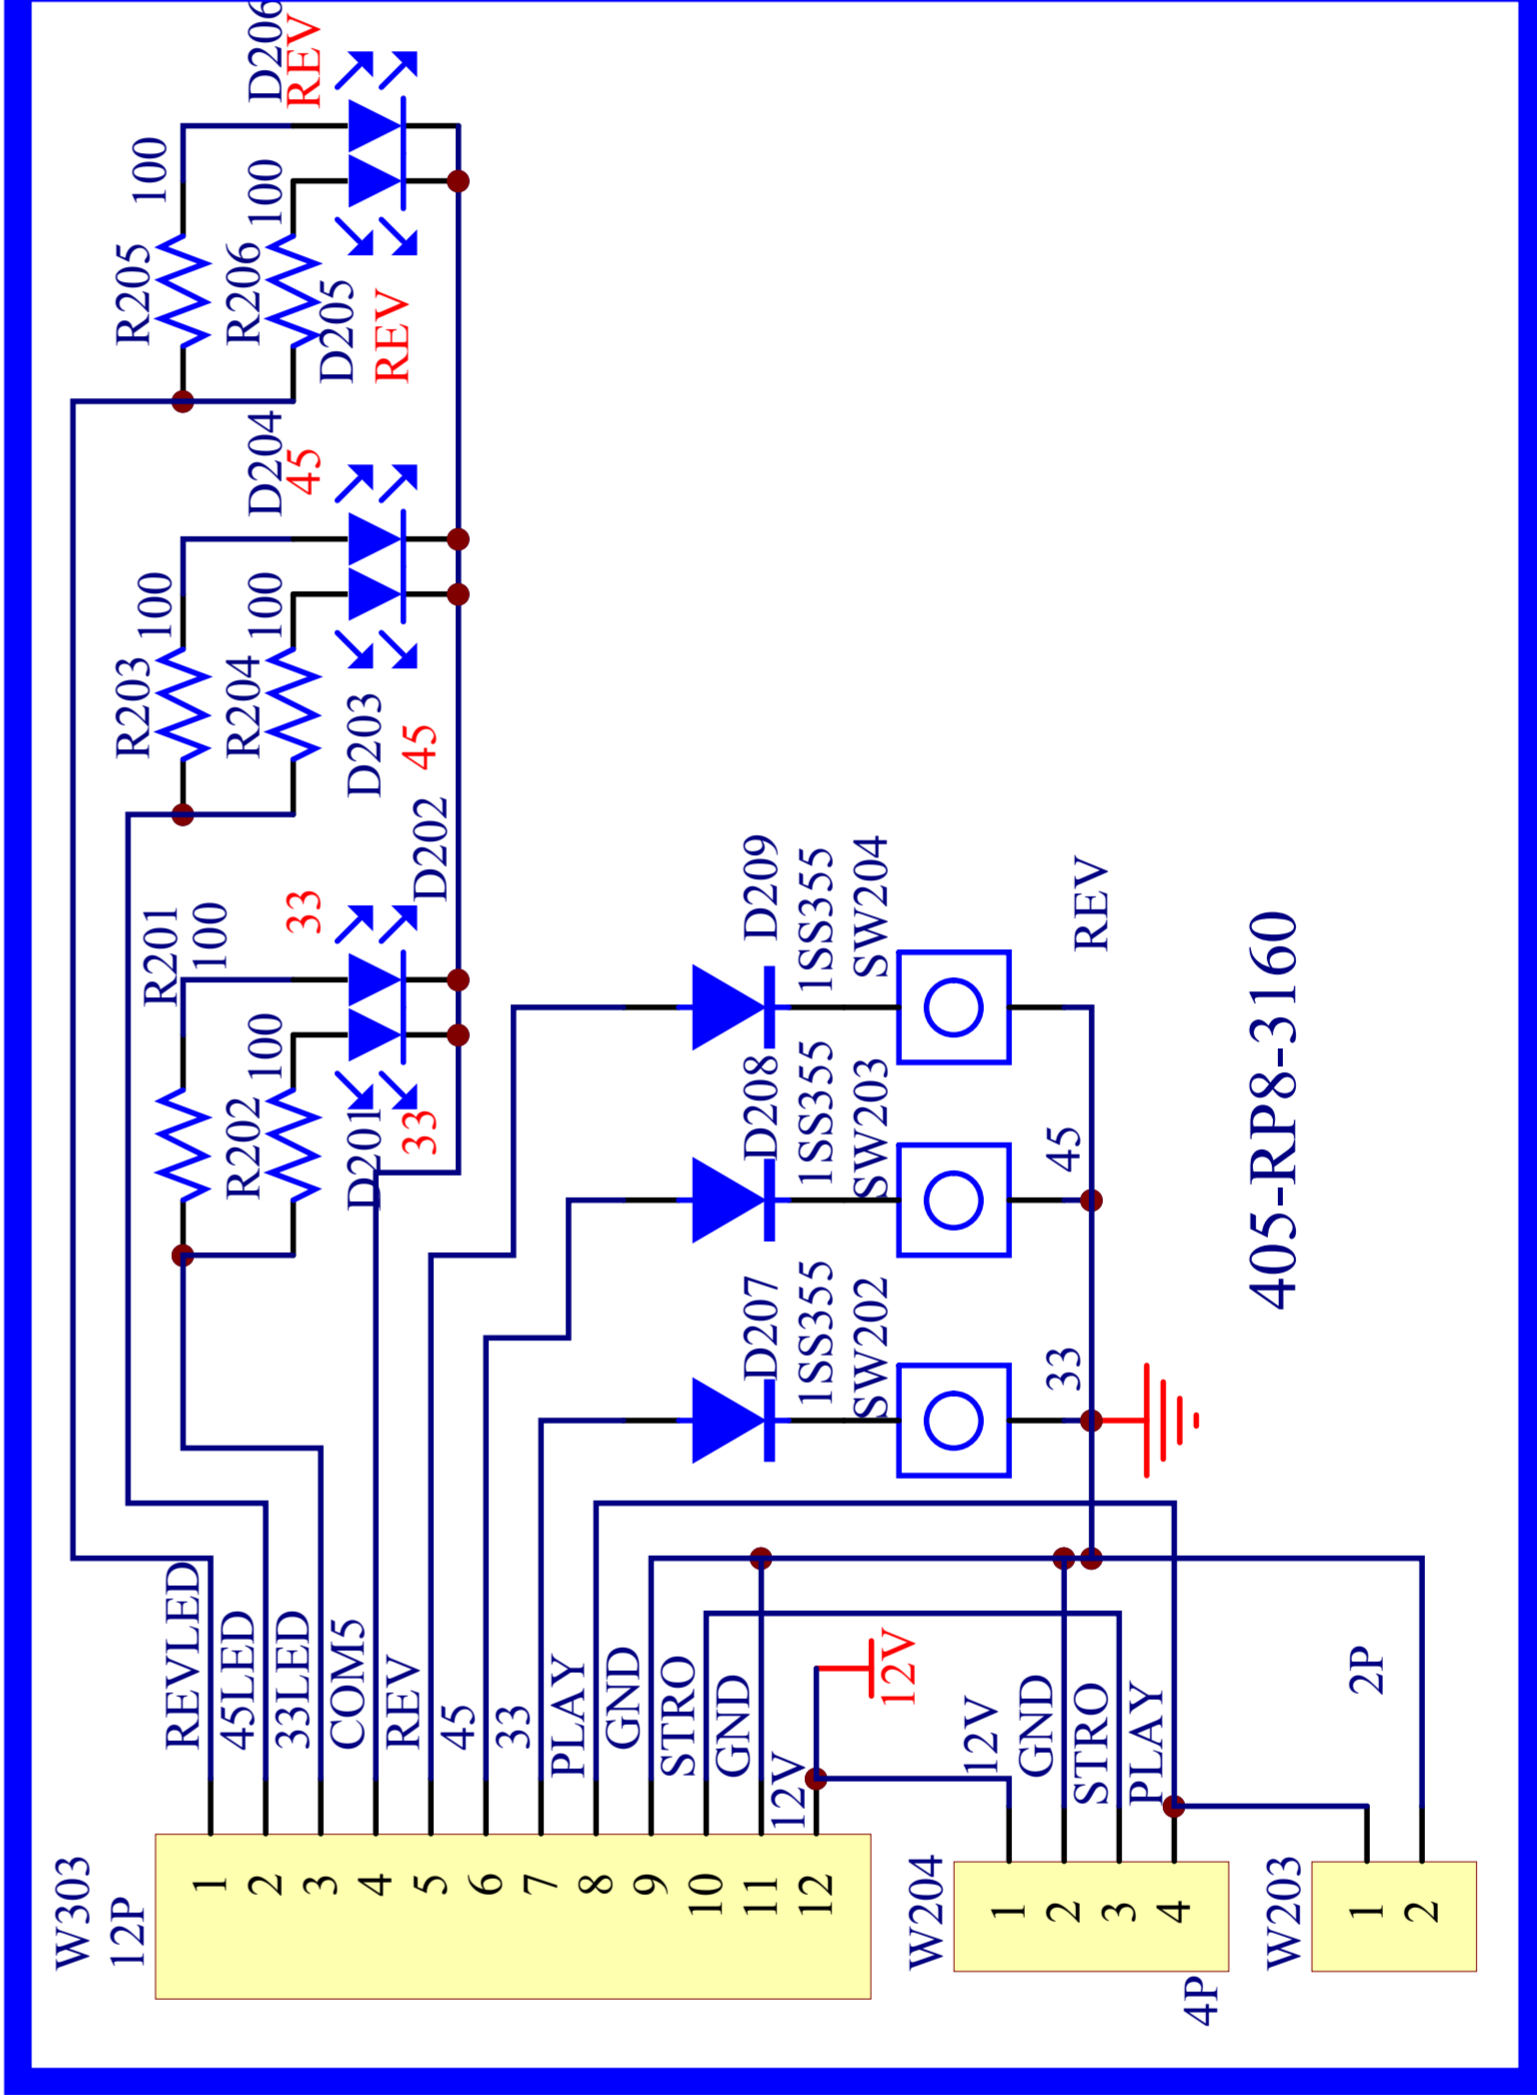 W303
12P
1
2
3
4
5
6
7
8
9
10
11
12
REVLED
45LED
33LED
COM5
REV
45
33
PLAY
GND
STRO
GND
12V
12V
W204
4P
1
2
3
4
12V
GND
STRO
PLAY
W203
2P
1
2
R201
100
R202
100
D201
33
33
D202
R203
100
R204
100
D203
45
D204
45
R205
100
R206
100
D205
REV
D206
REV
D207
1SS355
SW202
33
D208
1SS355
SW203
45
D209
1SS355
SW204
REV
405-RP8-3160